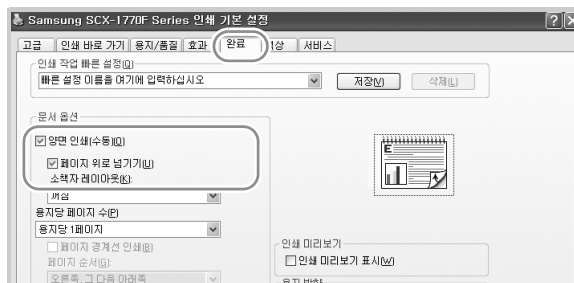 Samsung SCX-1770F Series 인쇄 기본 설정
고급 인쇄 바로 가기 용지/품질 효과 완료 색상 서비스
인쇄 작업 빠른 설정(Q)
빠른 설정 이름을 여기에 입력하십시오 저장(V) 삭제(L)
문서 옵션
양면 인쇄(수동)(O)
페이지 위로 넘기기(U)
소책자 레이아웃(K):
꺼짐
용지당 페이지 수(P)
용지당 1페이지
페이지 경계선 인쇄(B)
인쇄 미리보기
페이지 순서(G):
인쇄 미리보기 표시(W)
오른쪽, 그 다음 아래쪽
용지 방향